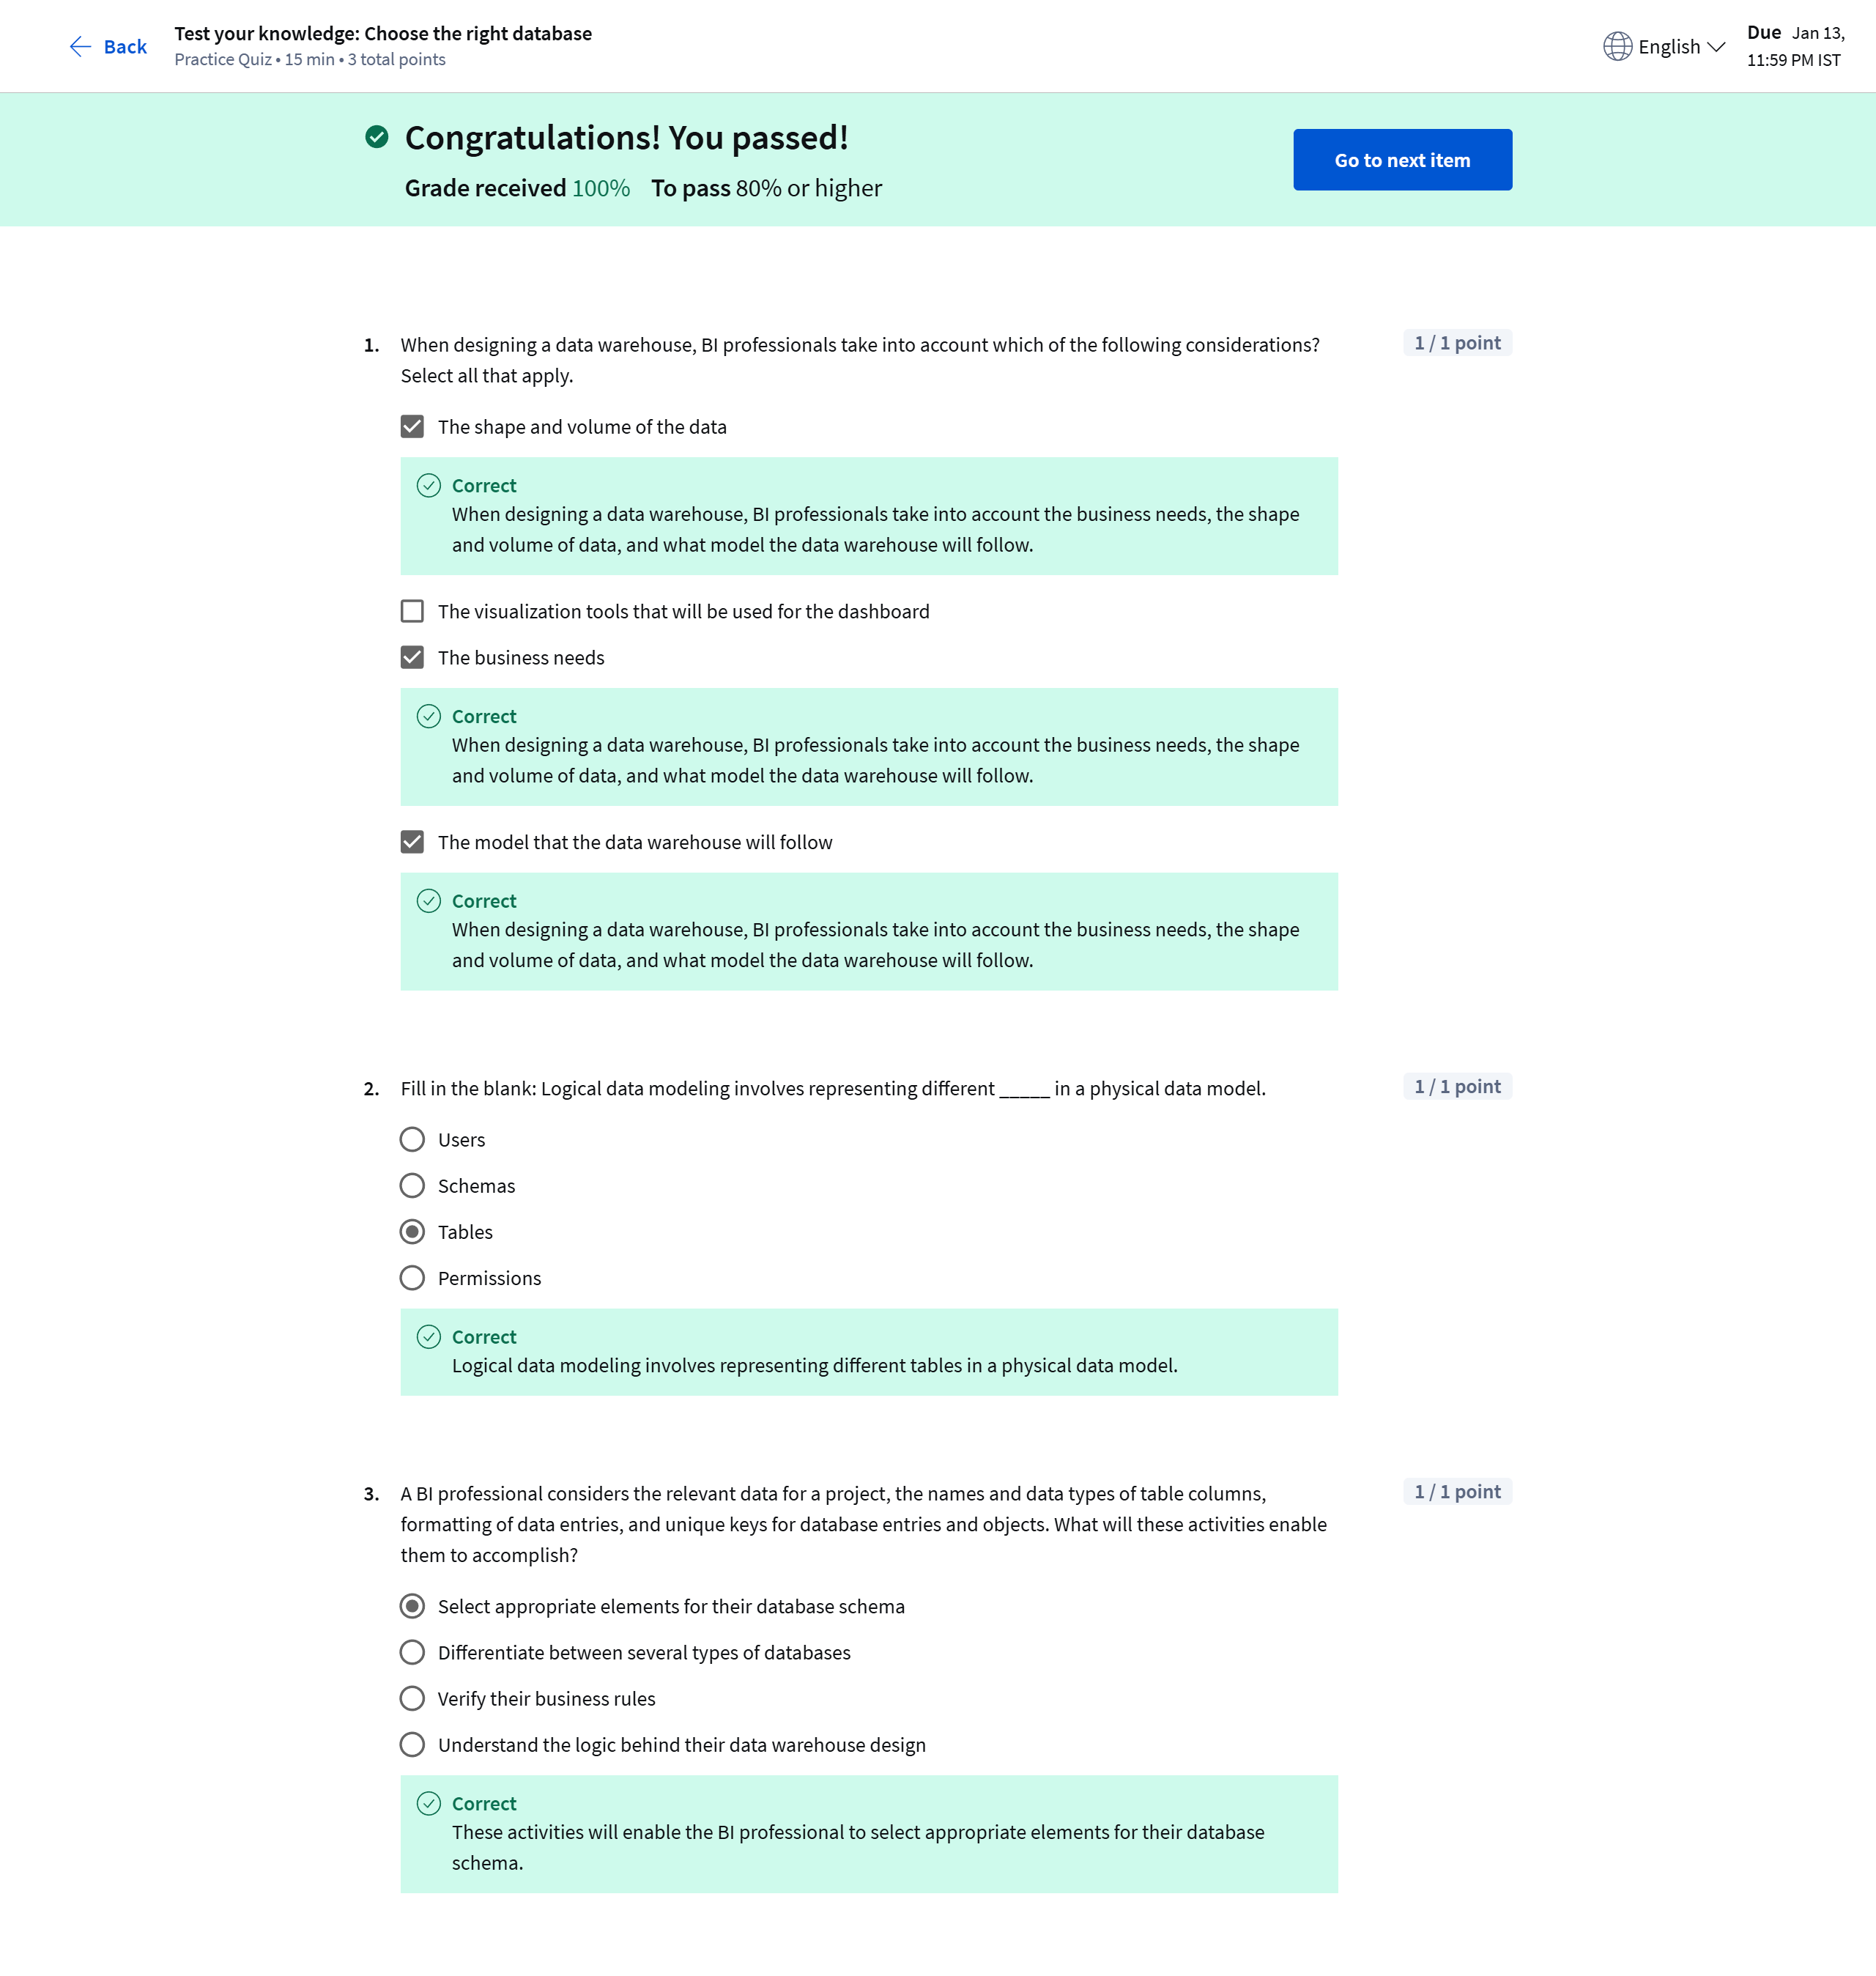 Back
Test your knowledge: Choose the right database
Practice Quiz • 15 min • 3 total points
English
Due Jan 13,
11:59 PM IST
Congratulations! You passed!
Grade received 100% To pass 80% or higher
Go to next item
1. When designing a data warehouse, BI professionals take into account which of the following considerations?
Select all that apply.
1 / 1 point
The shape and volume of the data
Correct
When designing a data warehouse, BI professionals take into account the business needs, the shape
and volume of data, and what model the data warehouse will follow.
The visualization tools that will be used for the dashboard
The business needs
Correct
When designing a data warehouse, BI professionals take into account the business needs, the shape
and volume of data, and what model the data warehouse will follow.
The model that the data warehouse will follow
Correct
When designing a data warehouse, BI professionals take into account the business needs, the shape
and volume of data, and what model the data warehouse will follow.
2. Fill in the blank: Logical data modeling involves representing different _____ in a physical data model.
1 / 1 point
Users
Schemas
Tables
Permissions
Correct
Logical data modeling involves representing different tables in a physical data model.
3. A BI professional considers the relevant data for a project, the names and data types of table columns,
formatting of data entries, and unique keys for database entries and objects. What will these activities enable
them to accomplish?
1 / 1 point
Select appropriate elements for their database schema
Differentiate between several types of databases
Verify their business rules
Understand the logic behind their data warehouse design
Correct
These activities will enable the BI professional to select appropriate elements for their database
schema.